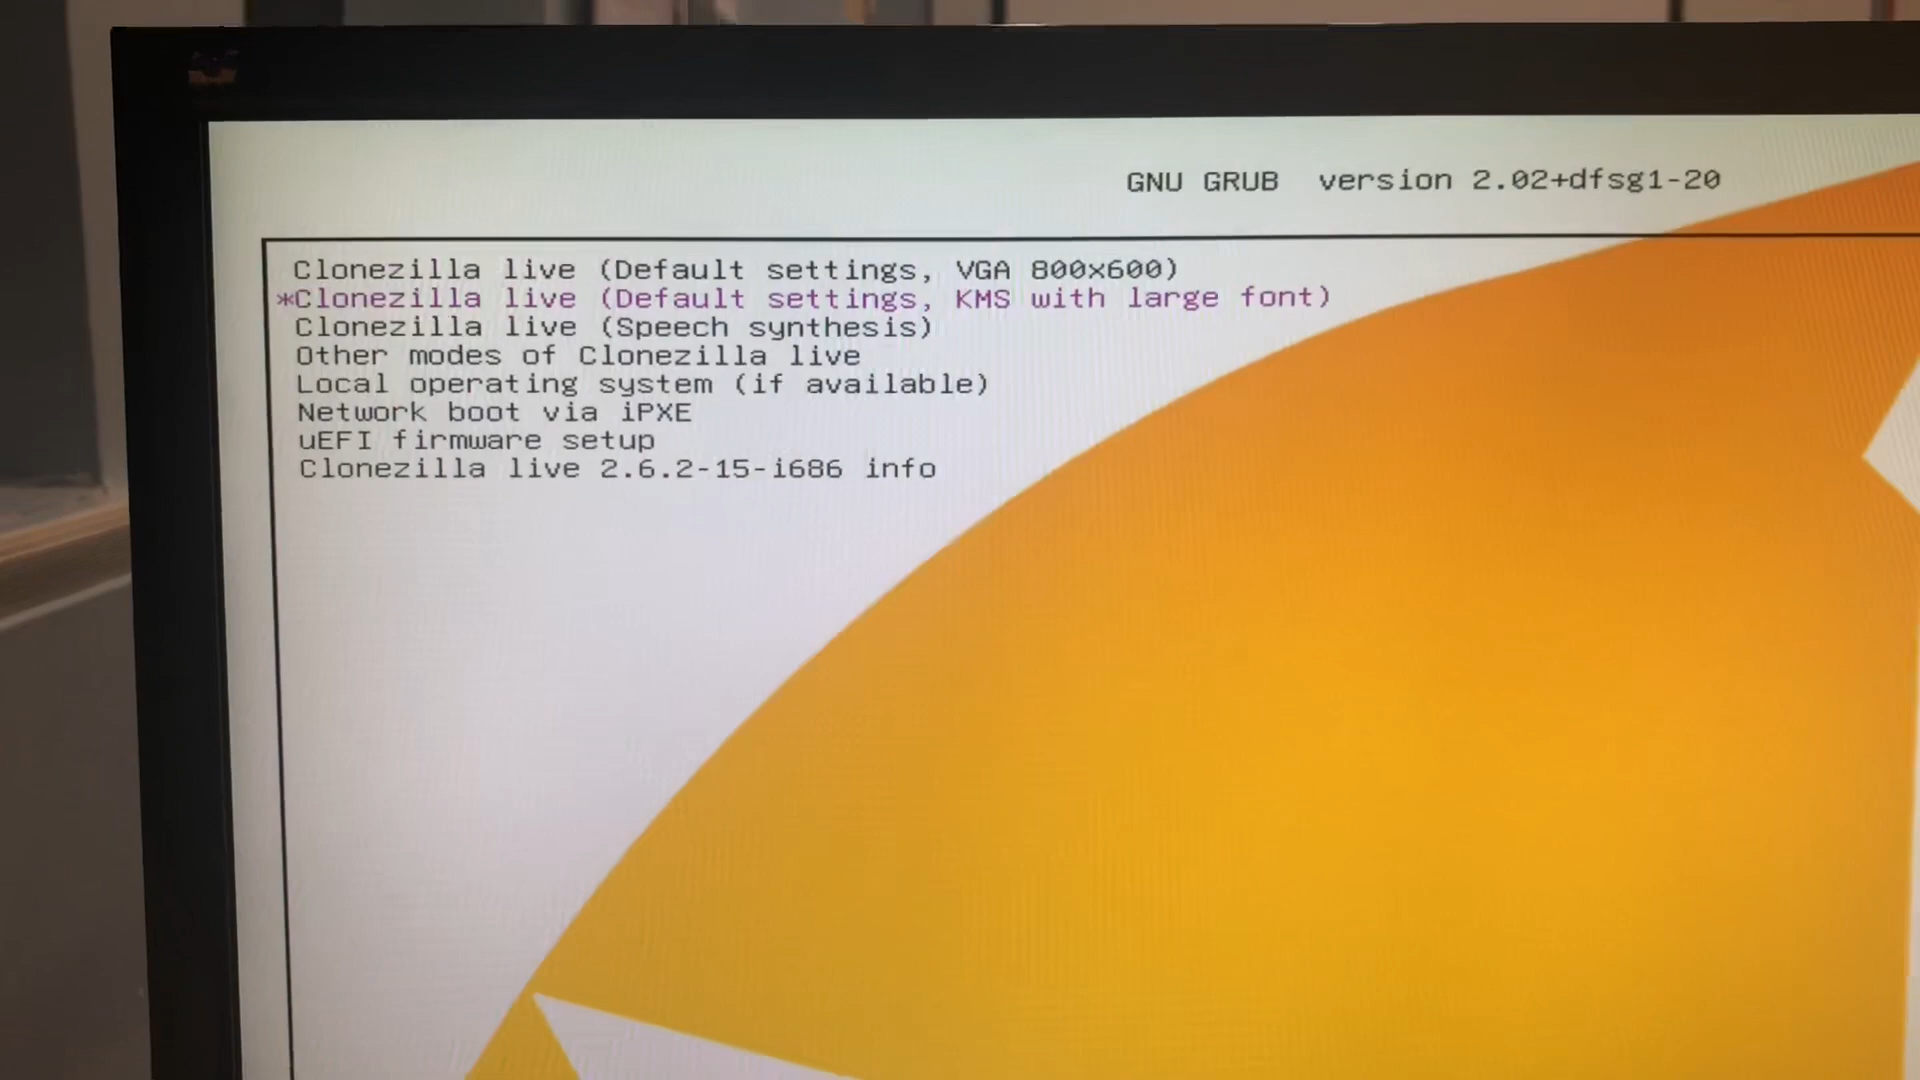 GNU GRUB version 2.02+dfsg1-20
Clonezilla live (Default settings, VGA 800x600)
*Clonezilla live (Default settings, KMS with large font)
Clonezilla live (Speech synthesis)
Other modes of Clonezilla live
Local operating system (if available)
Network boot via iPXE
uEFI firmware setup
Clonezilla live 2.6.2-15-i686 info